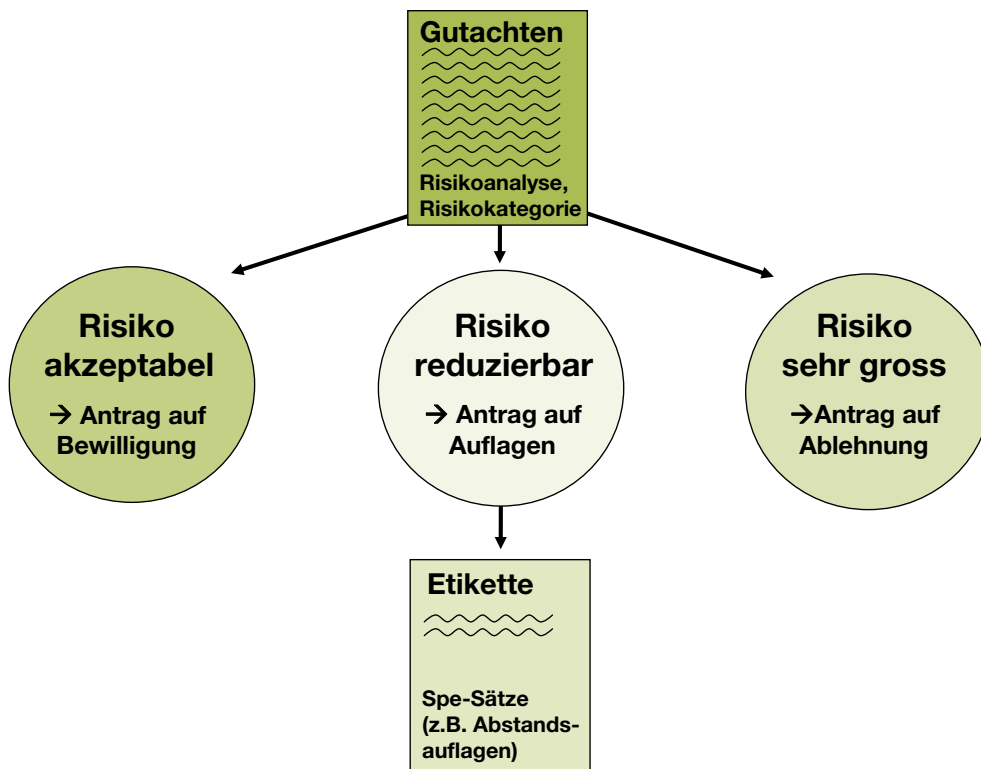 Gutachten
Risikoanalyse,
Risikokategorie
Risiko
akzeptabel
→ Antrag auf
Bewilligung
Risiko
reduzierbar
→ Antrag auf
Auflagen
Risiko
sehr gross
→Antrag auf
Ablehnung
Etikette
Spe-Sätze
(z.B. Abstands-
auflagen)